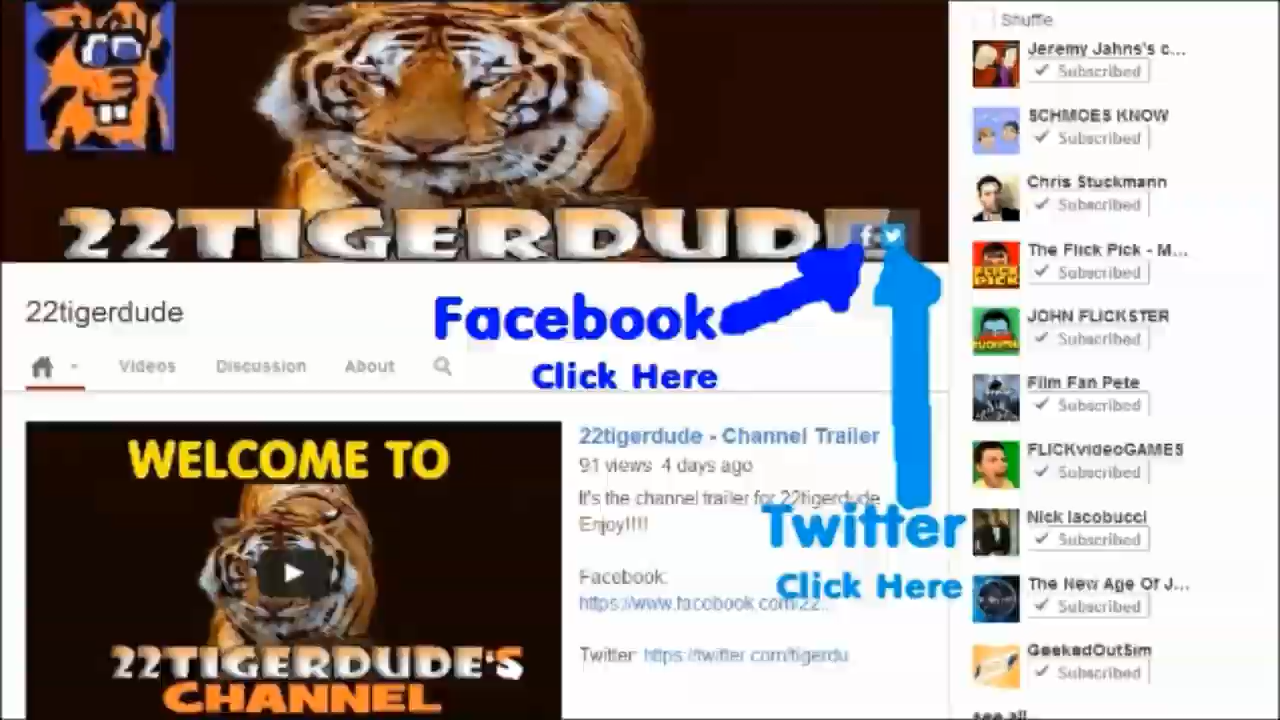 22TIGERDUDE
22tigerdude
Videos
Discussion
About
Facebook
Click Here
WELCOME TO
22TIGERDUDE'S
CHANNEL
22tigerdude - Channel Trailer
91 views 4 days ago
It's the channel trailer for 22tigerdude
Enjoy!!!!
Facebook:
https://www.facebook.com/22...
Twitter: https://twitter.com/tigerdu
Twitter
Click Here
Shuffle
Jeremy Jahns's c...
Subscribed
SCHMOES KNOW
Subscribed
Chris Stuckmann
Subscribed
The Flick Pick - M...
Subscribed
JOHN FLICKSTER
Subscribed
Film Fan Pete
Subscribed
FLICKvideoGAMES
Subscribed
Nick Iacobucci
Subscribed
The New Age Of J...
Subscribed
GeekedOutSim
Subscribed
see all